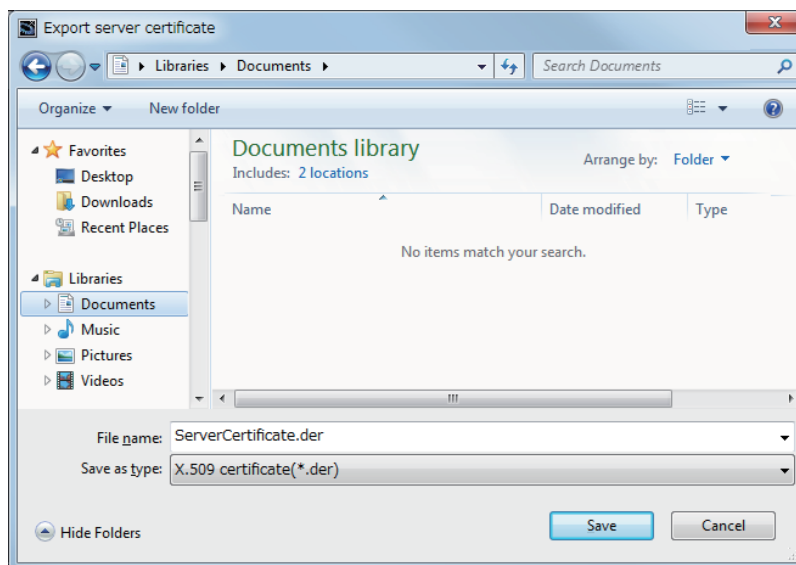 Export server certificate
Libraries Documents
Search Documents
Organize New folder
Favorites
Desktop
Downloads
Recent Places
Libraries
Documents
Music
Pictures
Videos
Documents library
Includes: 2 locations
Arrange by: Folder
Name Date modified Type
No items match your search.
File name: ServerCertificate.der
Save as type: X.509 certificate(*.der)
Hide Folders
Save Cancel